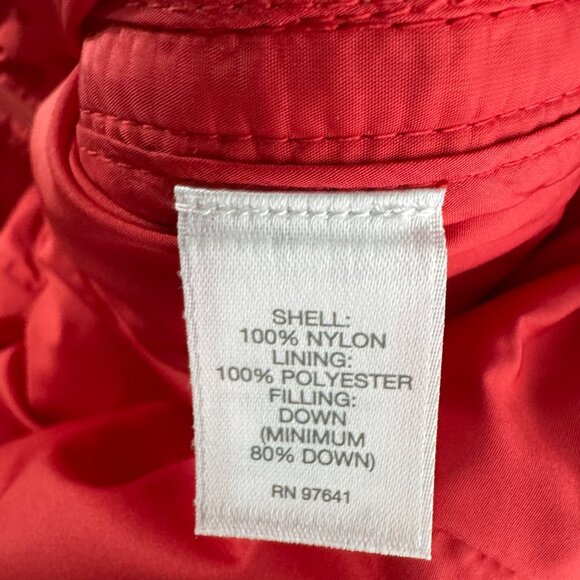 SHELL:
100% NYLON
LINING:
100% POLYESTER
FILLING:
DOWN
(MINIMUM
80% DOWN)
RN 97641